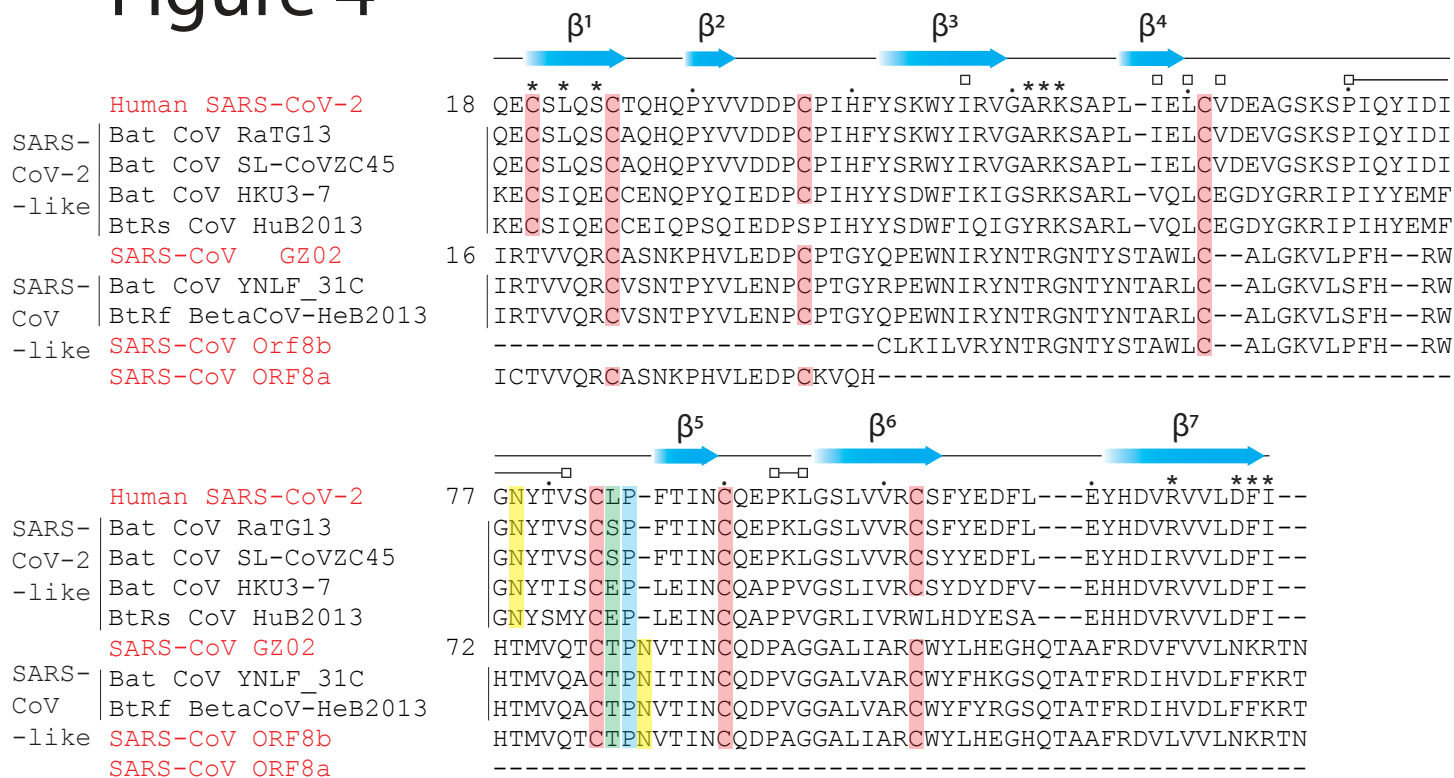 Figure 4
β1 β2 β3 β4
* * * . . . *** . .
Human SARS-CoV-2 18 QECSLQSCTQHQPYVVDDPCPIHFYSKWYIRVGARKSAPL-IELCVDEAGSKSPIQYIDI
SARS-CoV-2-like Bat CoV RaTG13 QECSLQSCAQHQPYVVDDPCPIHFYSKWYIRVGARKSAPL-IELCVDEVGSKSPIQYIDI
Bat CoV SL-CoVZC45 QECSLQSCAQHQPYVVDDPCPIHFYSRWYIRVGARKSAPL-IELCVDEVGSKSPIQYIDI
Bat CoV HKU3-7 KECSIQECCENQPYQIEDPCPIHYYSDWFIKIGSRKSARL-VQLCEGDYGRRIPIYYEMF
BtRs CoV HuB2013 KECSIQECCEIQPSQIEDPSPIHYYSDWFIQIGYRKSARL-VQLCEGDYGKRIPIHYEMF
SARS-CoV GZ02 16 IRTVVQRCASNKPHVLEDPCPTGYQPEWNIRYNTRGNTYSTAWLC--ALGKVLPFH--RW
SARS-CoV-like Bat CoV YNLF_31C IRTVVQRCVSNTPYVLENPCPTGYRPEWNIRYNTRGNTYNTARLC--ALGKVLSFH--RW
BtRf BetaCoV-HeB2013 IRTVVQRCVSNTPYVLENPCPTGYQPEWNIRYNTRGNTYNTARLC--ALGKVLSFH--RW
SARS-CoV Orf8b ------------------------CLKILVRYNTRGNTYSTAWLC--ALGKVLPFH--RW
SARS-CoV ORF8a ICTVVQRCASNKPHVLEDPCKVQH------------------------------------
β5 β6 β7
. . . . * ***
Human SARS-CoV-2 77 GNYTVSCLP-FTINCQEPKLGSLVVRCSFYEDFL---EYHDVRVVLDFI--
SARS-CoV-2-like Bat CoV RaTG13 GNYTVSCSP-FTINCQEPKLGSLVVRCSFYEDFL---EYHDVRVVLDFI--
Bat CoV SL-CoVZC45 GNYTVSCSP-FTINCQEPKLGSLVVRCSYYEDFL---EYHDIRVVLDFI--
Bat CoV HKU3-7 GNYTISCEP-LEINCQAPPVGSLIVRCSYDYDFV---EHHDVRVVLDFI--
BtRs CoV HuB2013 GNYSMYCEP-LEINCQAPPVGRLIVRWLHDYESA---EHHDVRVVLDFI--
SARS-CoV GZ02 72 HTMVQTCTPNVTINCQDPAGGALIARCWYLHEGHQTAAFRDVFVVLNKRTN
SARS-CoV-like Bat CoV YNLF_31C HTMVQACTPNITINCQDPVGGALVARCWYFHKGSQTATFRDIHVDLFFKRT
BtRf BetaCoV-HeB2013 HTMVQACTPNVTINCQDPVGGALVARCWYFYRGSQTATFRDIHVDLFFKRT
SARS-CoV ORF8b HTMVQTCTPNVTINCQDPAGGALIARCWYLHEGHQTAAFRDVLVVLNKRTN
SARS-CoV ORF8a ---------------------------------------------------